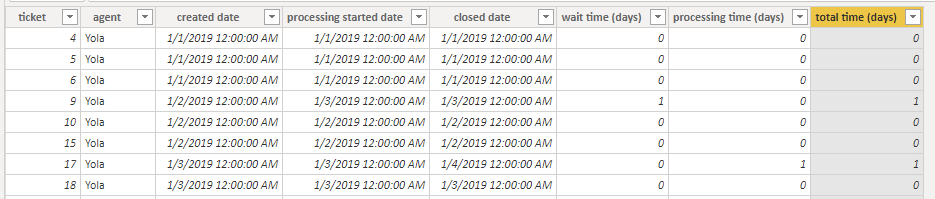 ticket agent created date processing started date closed date wait time (days) processing time (days) total time (days)
4 Yola 1/1/2019 12:00:00 AM 1/1/2019 12:00:00 AM 1/1/2019 12:00:00 AM 0 0 0
5 Yola 1/1/2019 12:00:00 AM 1/1/2019 12:00:00 AM 1/1/2019 12:00:00 AM 0 0 0
6 Yola 1/1/2019 12:00:00 AM 1/1/2019 12:00:00 AM 1/1/2019 12:00:00 AM 0 0 0
9 Yola 1/2/2019 12:00:00 AM 1/3/2019 12:00:00 AM 1/3/2019 12:00:00 AM 1 0 1
10 Yola 1/2/2019 12:00:00 AM 1/2/2019 12:00:00 AM 1/2/2019 12:00:00 AM 0 0 0
15 Yola 1/2/2019 12:00:00 AM 1/2/2019 12:00:00 AM 1/2/2019 12:00:00 AM 0 0 0
17 Yola 1/3/2019 12:00:00 AM 1/3/2019 12:00:00 AM 1/4/2019 12:00:00 AM 0 1 1
18 Yola 1/3/2019 12:00:00 AM 1/3/2019 12:00:00 AM 1/3/2019 12:00:00 AM 0 0 0